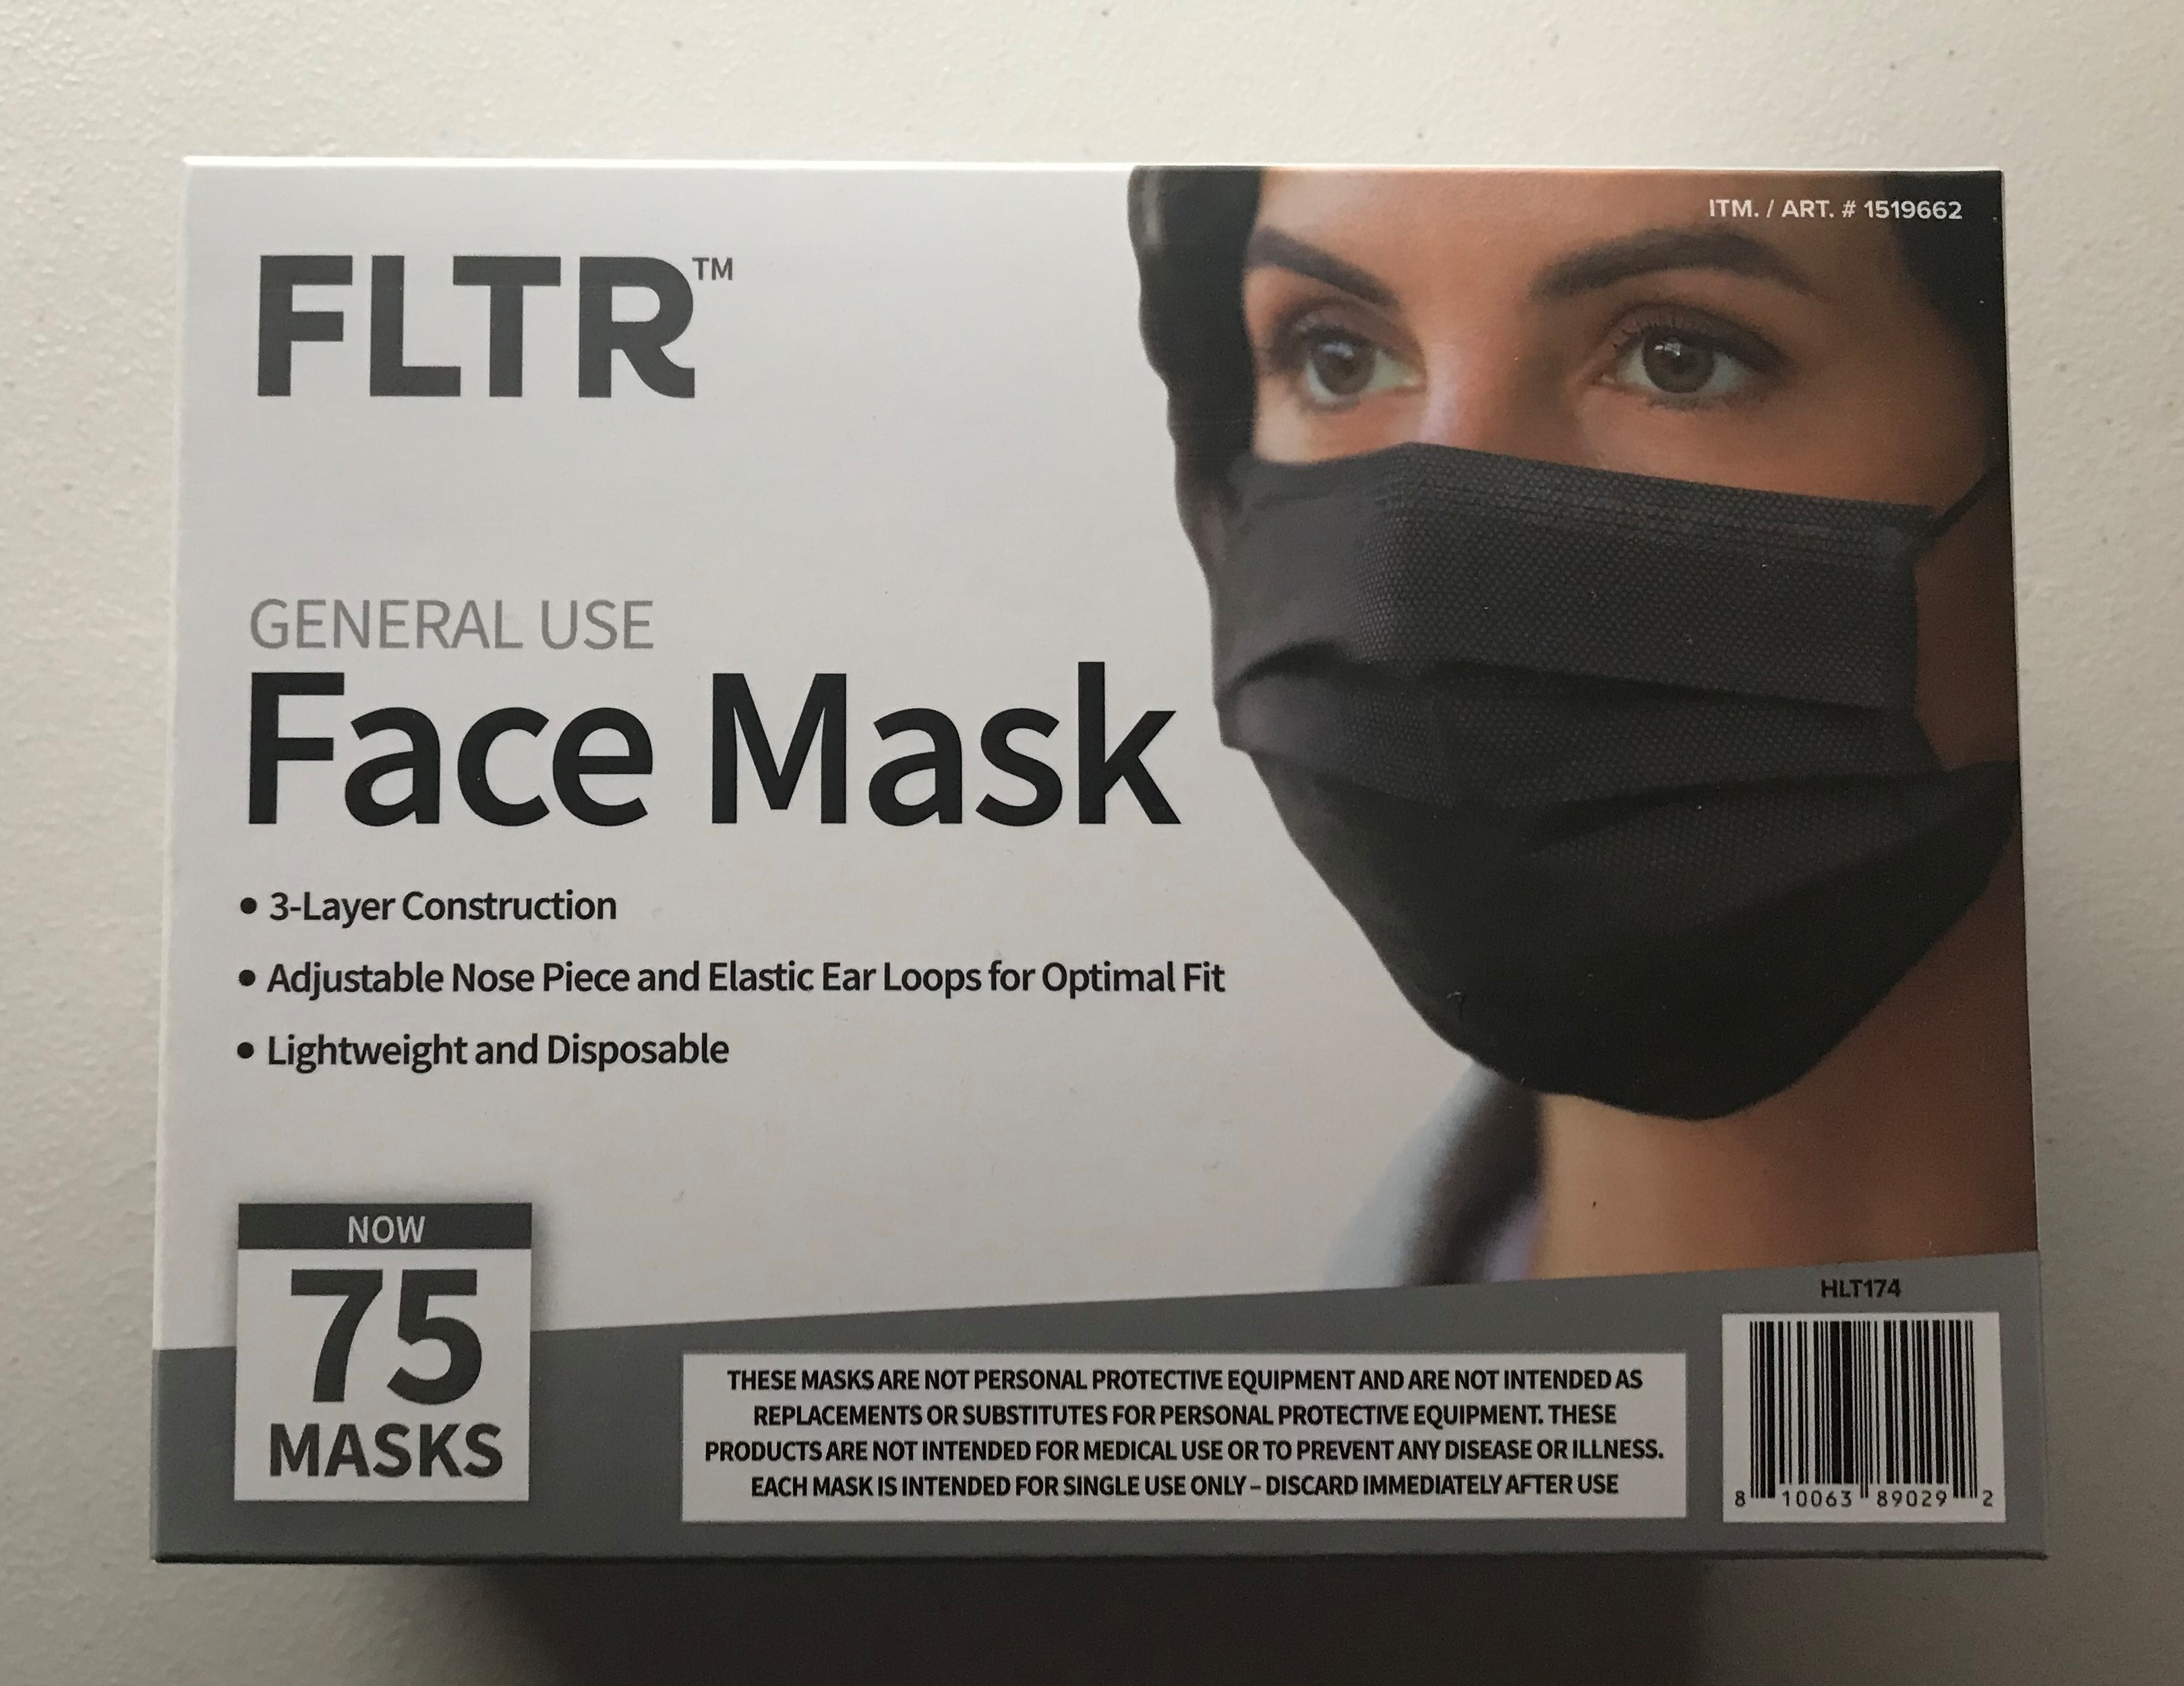 ITM. / ART. # 1519662
FLTR™
GENERAL USE
Face Mask
• 3-Layer Construction
• Adjustable Nose Piece and Elastic Ear Loops for Optimal Fit
• Lightweight and Disposable
NOW
75
MASKS
THESE MASKS ARE NOT PERSONAL PROTECTIVE EQUIPMENT AND ARE NOT INTENDED AS
REPLACEMENTS OR SUBSTITUTES FOR PERSONAL PROTECTIVE EQUIPMENT. THESE
PRODUCTS ARE NOT INTENDED FOR MEDICAL USE OR TO PREVENT ANY DISEASE OR ILLNESS.
EACH MASK IS INTENDED FOR SINGLE USE ONLY – DISCARD IMMEDIATELY AFTER USE
HLT174
8 10063 89029 2